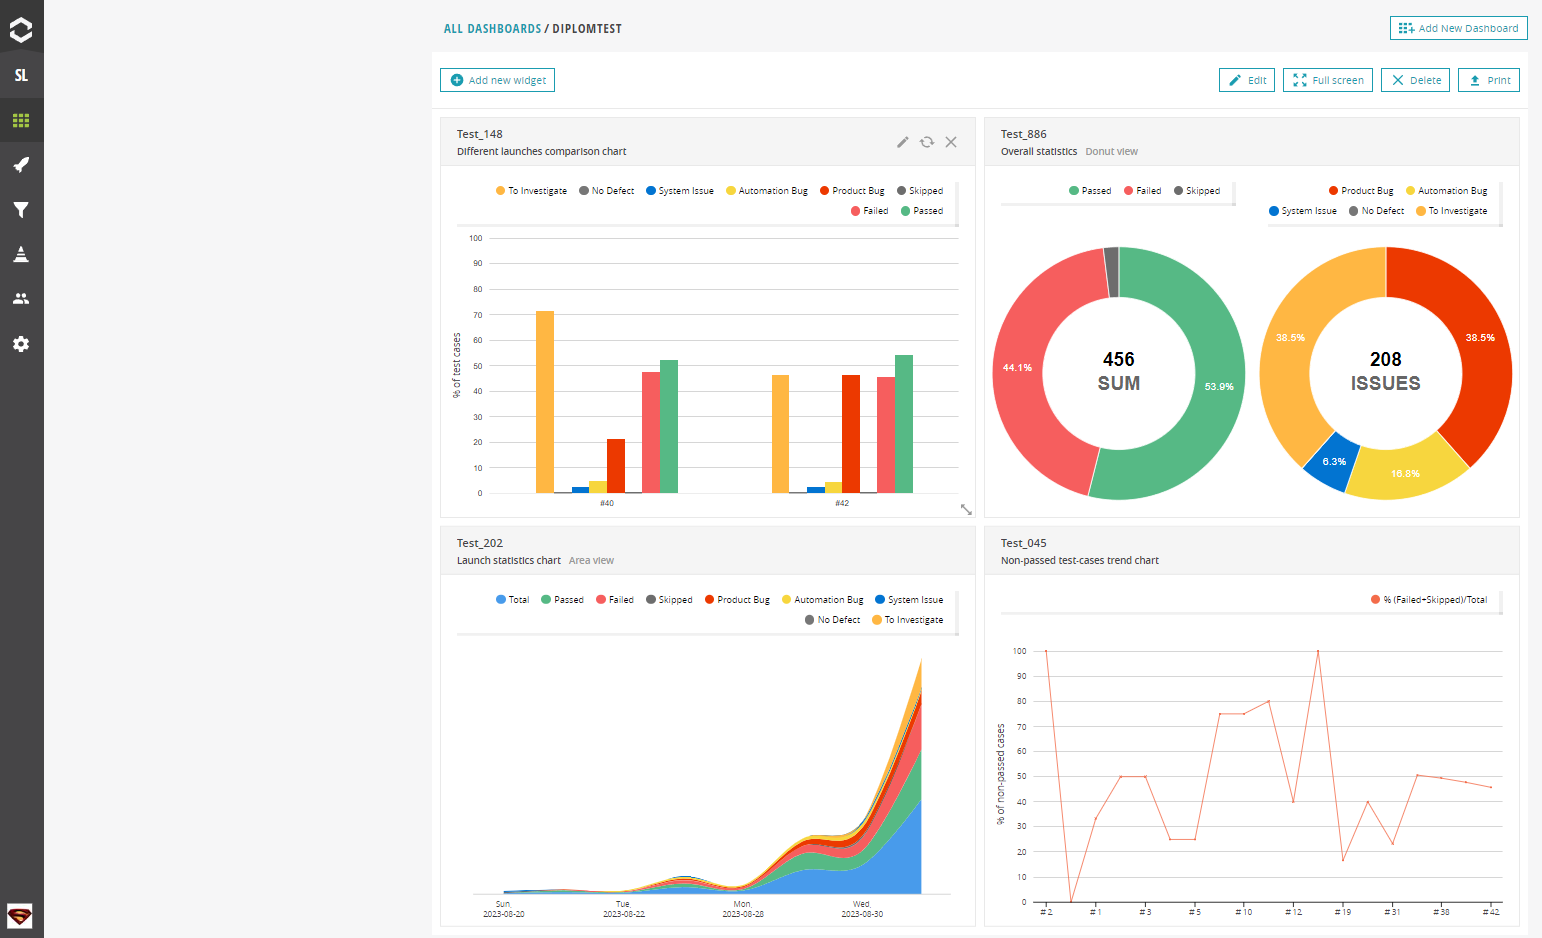 SL
ALL DASHBOARDS / DIPLOMTEST
Add New Dashboard
Add new widget
Edit
Full screen
Delete
Print
Test_148
Different launches comparison chart
To Investigate No Defect System Issue Automation Bug Product Bug Skipped
Failed Passed
% of test cases
100
90
80
70
60
50
40
30
20
10
0
#40 #42
Test_886
Overall statistics Donut view
Passed Failed Skipped
Product Bug Automation Bug
System Issue No Defect To Investigate
44.1%
53.9%
456
SUM
38.5%
38.5%
6.3%
16.8%
208
ISSUES
Test_202
Launch statistics chart Area view
Total Passed Failed Skipped Product Bug Automation Bug System Issue
No Defect To Investigate
Sun, Tue, Mon, Wed,
2023-08-20 2023-08-22 2023-08-28 2023-08-30
Test_045
Non-passed test-cases trend chart
% (Failed+Skipped)/Total
% of non-passed cases
100
90
80
70
60
50
40
30
20
10
0
#2 #1 #3 #5 #10 #12 #19 #31 #38 #42